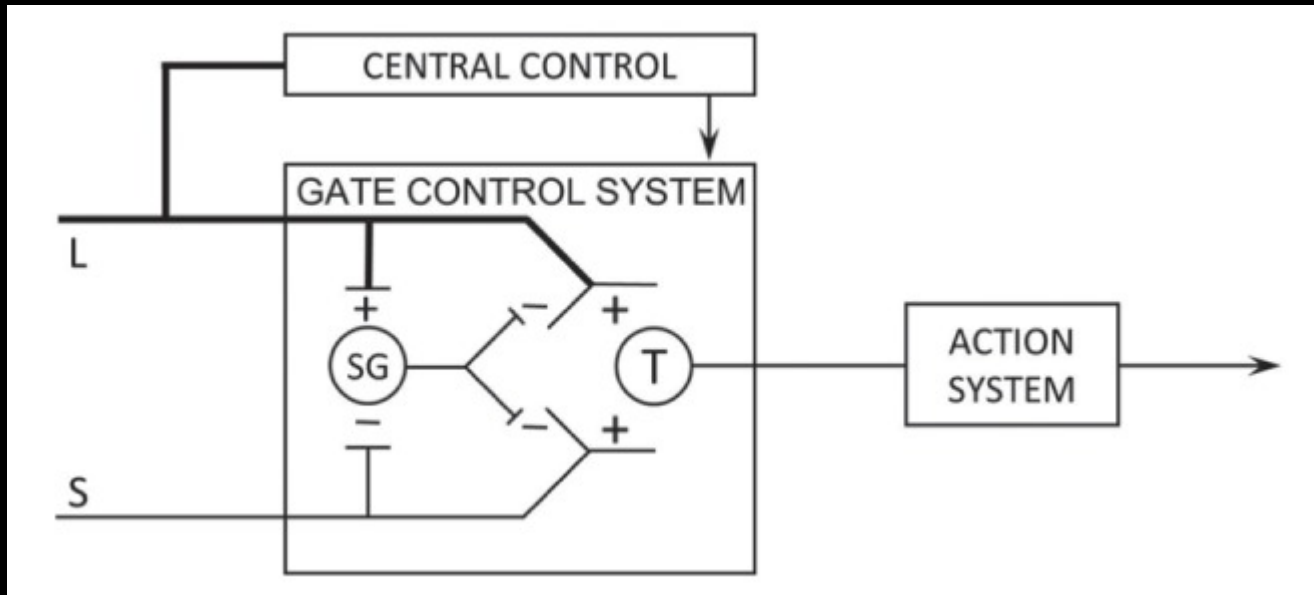 CENTRAL CONTROL
GATE CONTROL SYSTEM
L
+
− +
SG
T
ACTION
SYSTEM
−
− +
S